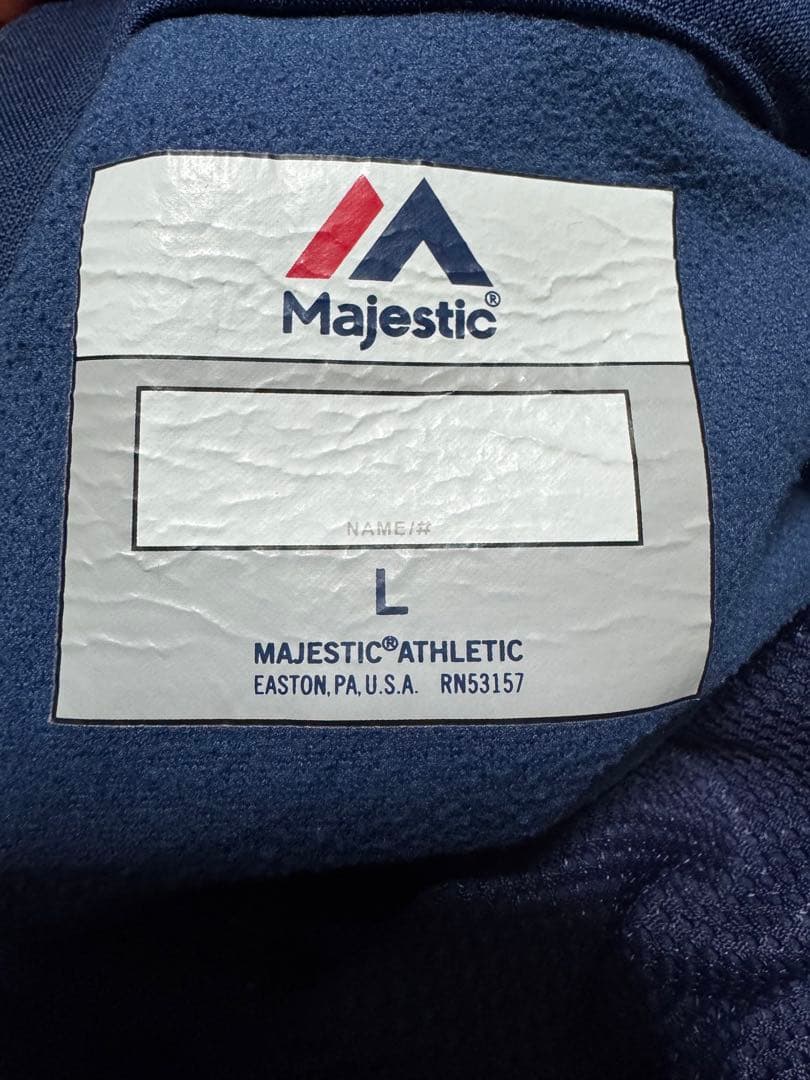 Majestic®
NAME/#
L
MAJESTIC®ATHLETIC
EASTON, PA, U.S.A. RN53157